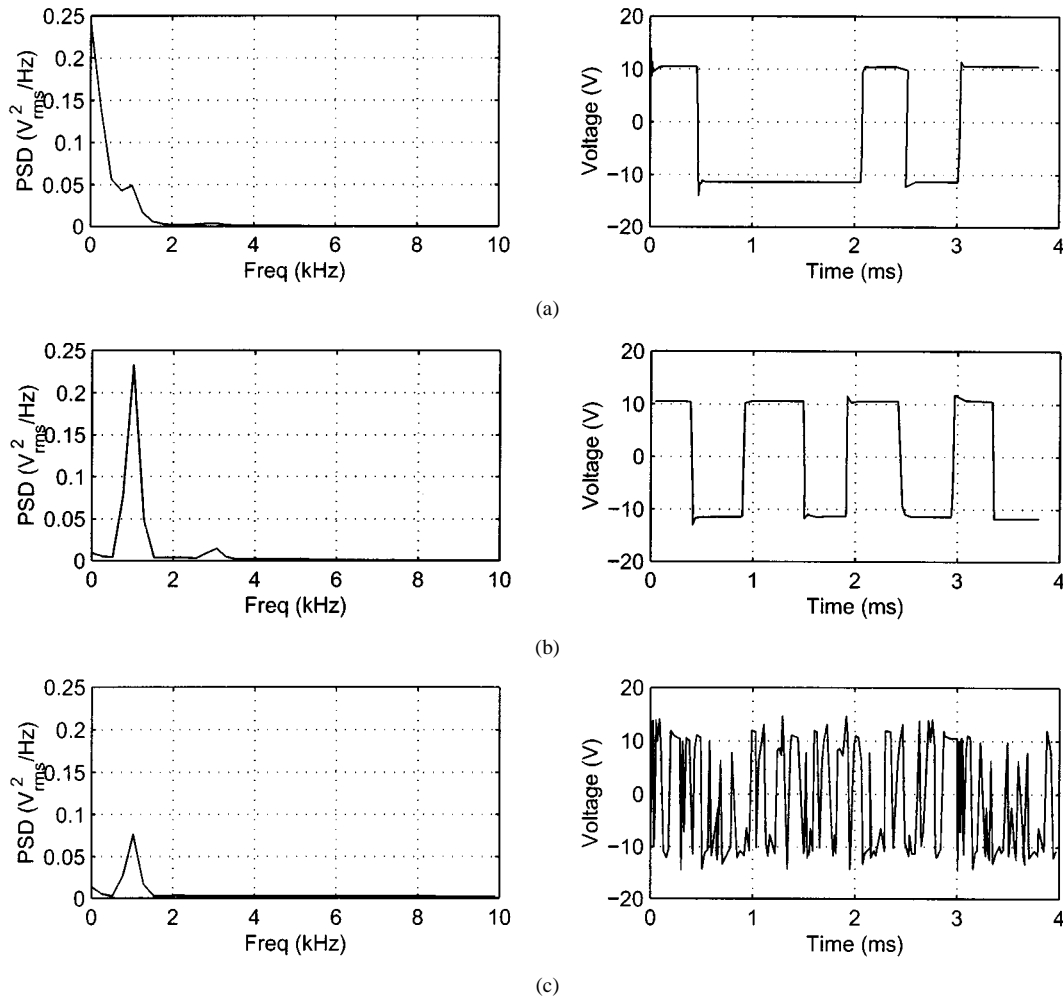 0.25
0.2
0.15
0.1
0.05
0
PSD (V²rms/Hz)
0 2 4 6 8 10
Freq (kHz)
20
10
0
−10
−20
Voltage (V)
0 1 2 3 4
Time (ms)
(a)
0.25
0.2
0.15
0.1
0.05
0
PSD (V²rms/Hz)
0 2 4 6 8 10
Freq (kHz)
20
10
0
−10
−20
Voltage (V)
0 1 2 3 4
Time (ms)
(b)
0.25
0.2
0.15
0.1
0.05
0
PSD (V²rms/Hz)
0 2 4 6 8 10
Freq (kHz)
20
10
0
−10
−20
Voltage (V)
0 1 2 3 4
Time (ms)
(c)